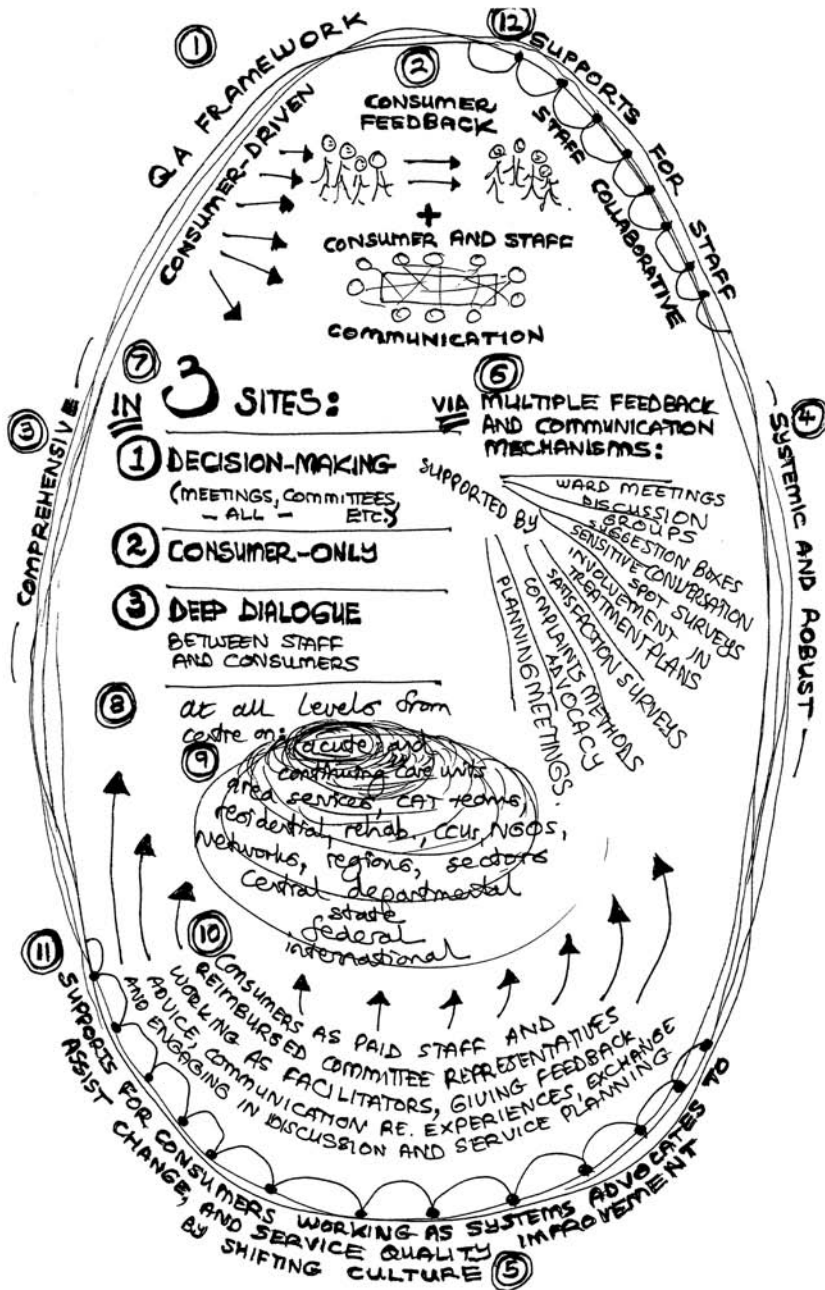 ①
QA FRAMEWORK
CONSUMER-DRIVEN
②
CONSUMER
FEEDBACK
+
CONSUMER AND STAFF
COMMUNICATION
⑫
SUPPORTS FOR STAFF
STAFF COLLABORATIVE
③
COMPREHENSIVE
④
SYSTEMIC AND ROBUST
⑦
IN 3 SITES:
① DECISION-MAKING
(MEETINGS, COMMITTEES,
- ALL - ETC.)
② CONSUMER-ONLY
③ DEEP DIALOGUE
BETWEEN STAFF
AND CONSUMERS
⑥
VIA MULTIPLE FEEDBACK
AND COMMUNICATION
MECHANISMS:
SUPPORTED BY
WARD MEETINGS
DISCUSSION
GROUPS
SUGGESTION BOXES
SENSITIVE CONVERSATION
SPOT SURVEYS
INVOLVEMENT IN
TREATMENT PLANS
SATISFACTION SURVEYS
COMPLAINTS METHODS
ADVOCACY
PLANNING MEETINGS.
⑧
at all levels from
centre on: acute and
⑨
continuing care units
area services, CAT teams,
residential, rehab., CCUs, NGOS,
networks, regions, sectors
central departmental
state
federal
international
⑩
CONSUMERS AS PAID STAFF AND
REIMBURSED COMMITTEE REPRESENTATIVES
WORKING AS FACILITATORS, GIVING FEEDBACK
ADVICE, COMMUNICATION RE. EXPERIENCES, EXCHANGE
AND ENGAGING IN DISCUSSION AND SERVICE PLANNING
⑪
SUPPORTS FOR CONSUMERS WORKING AS SYSTEMS ADVOCATES TO
ASSIST CHANGE, AND SERVICE QUALITY IMPROVEMENT
BY SHIFTING CULTURE ⑤